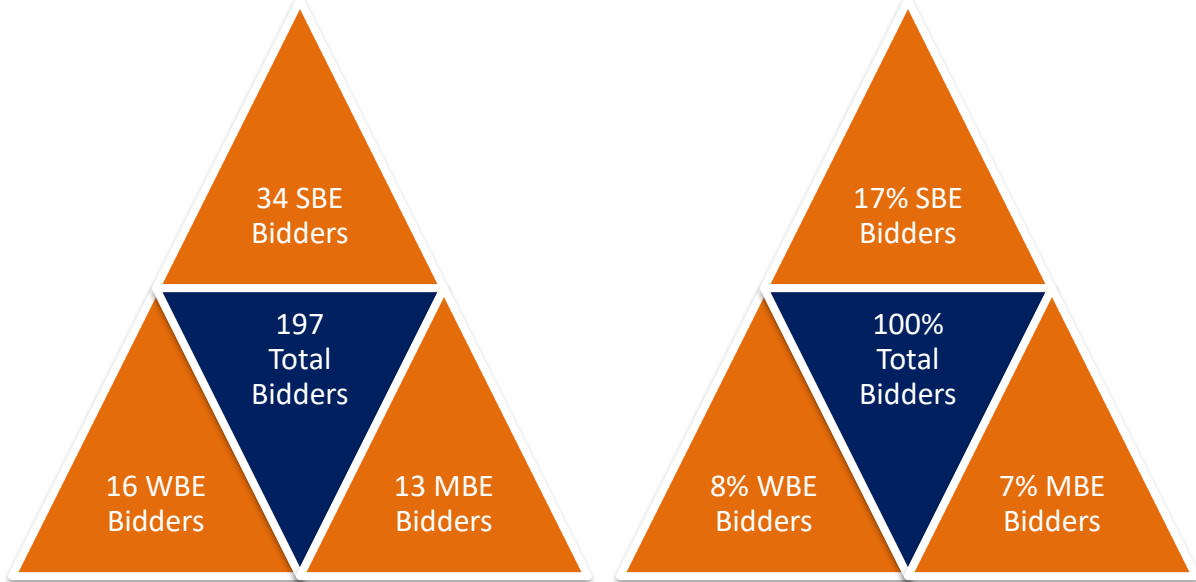 34 SBE
Bidders
197
Total
Bidders
16 WBE
Bidders
13 MBE
Bidders
17% SBE
Bidders
100%
Total
Bidders
8% WBE
Bidders
7% MBE
Bidders